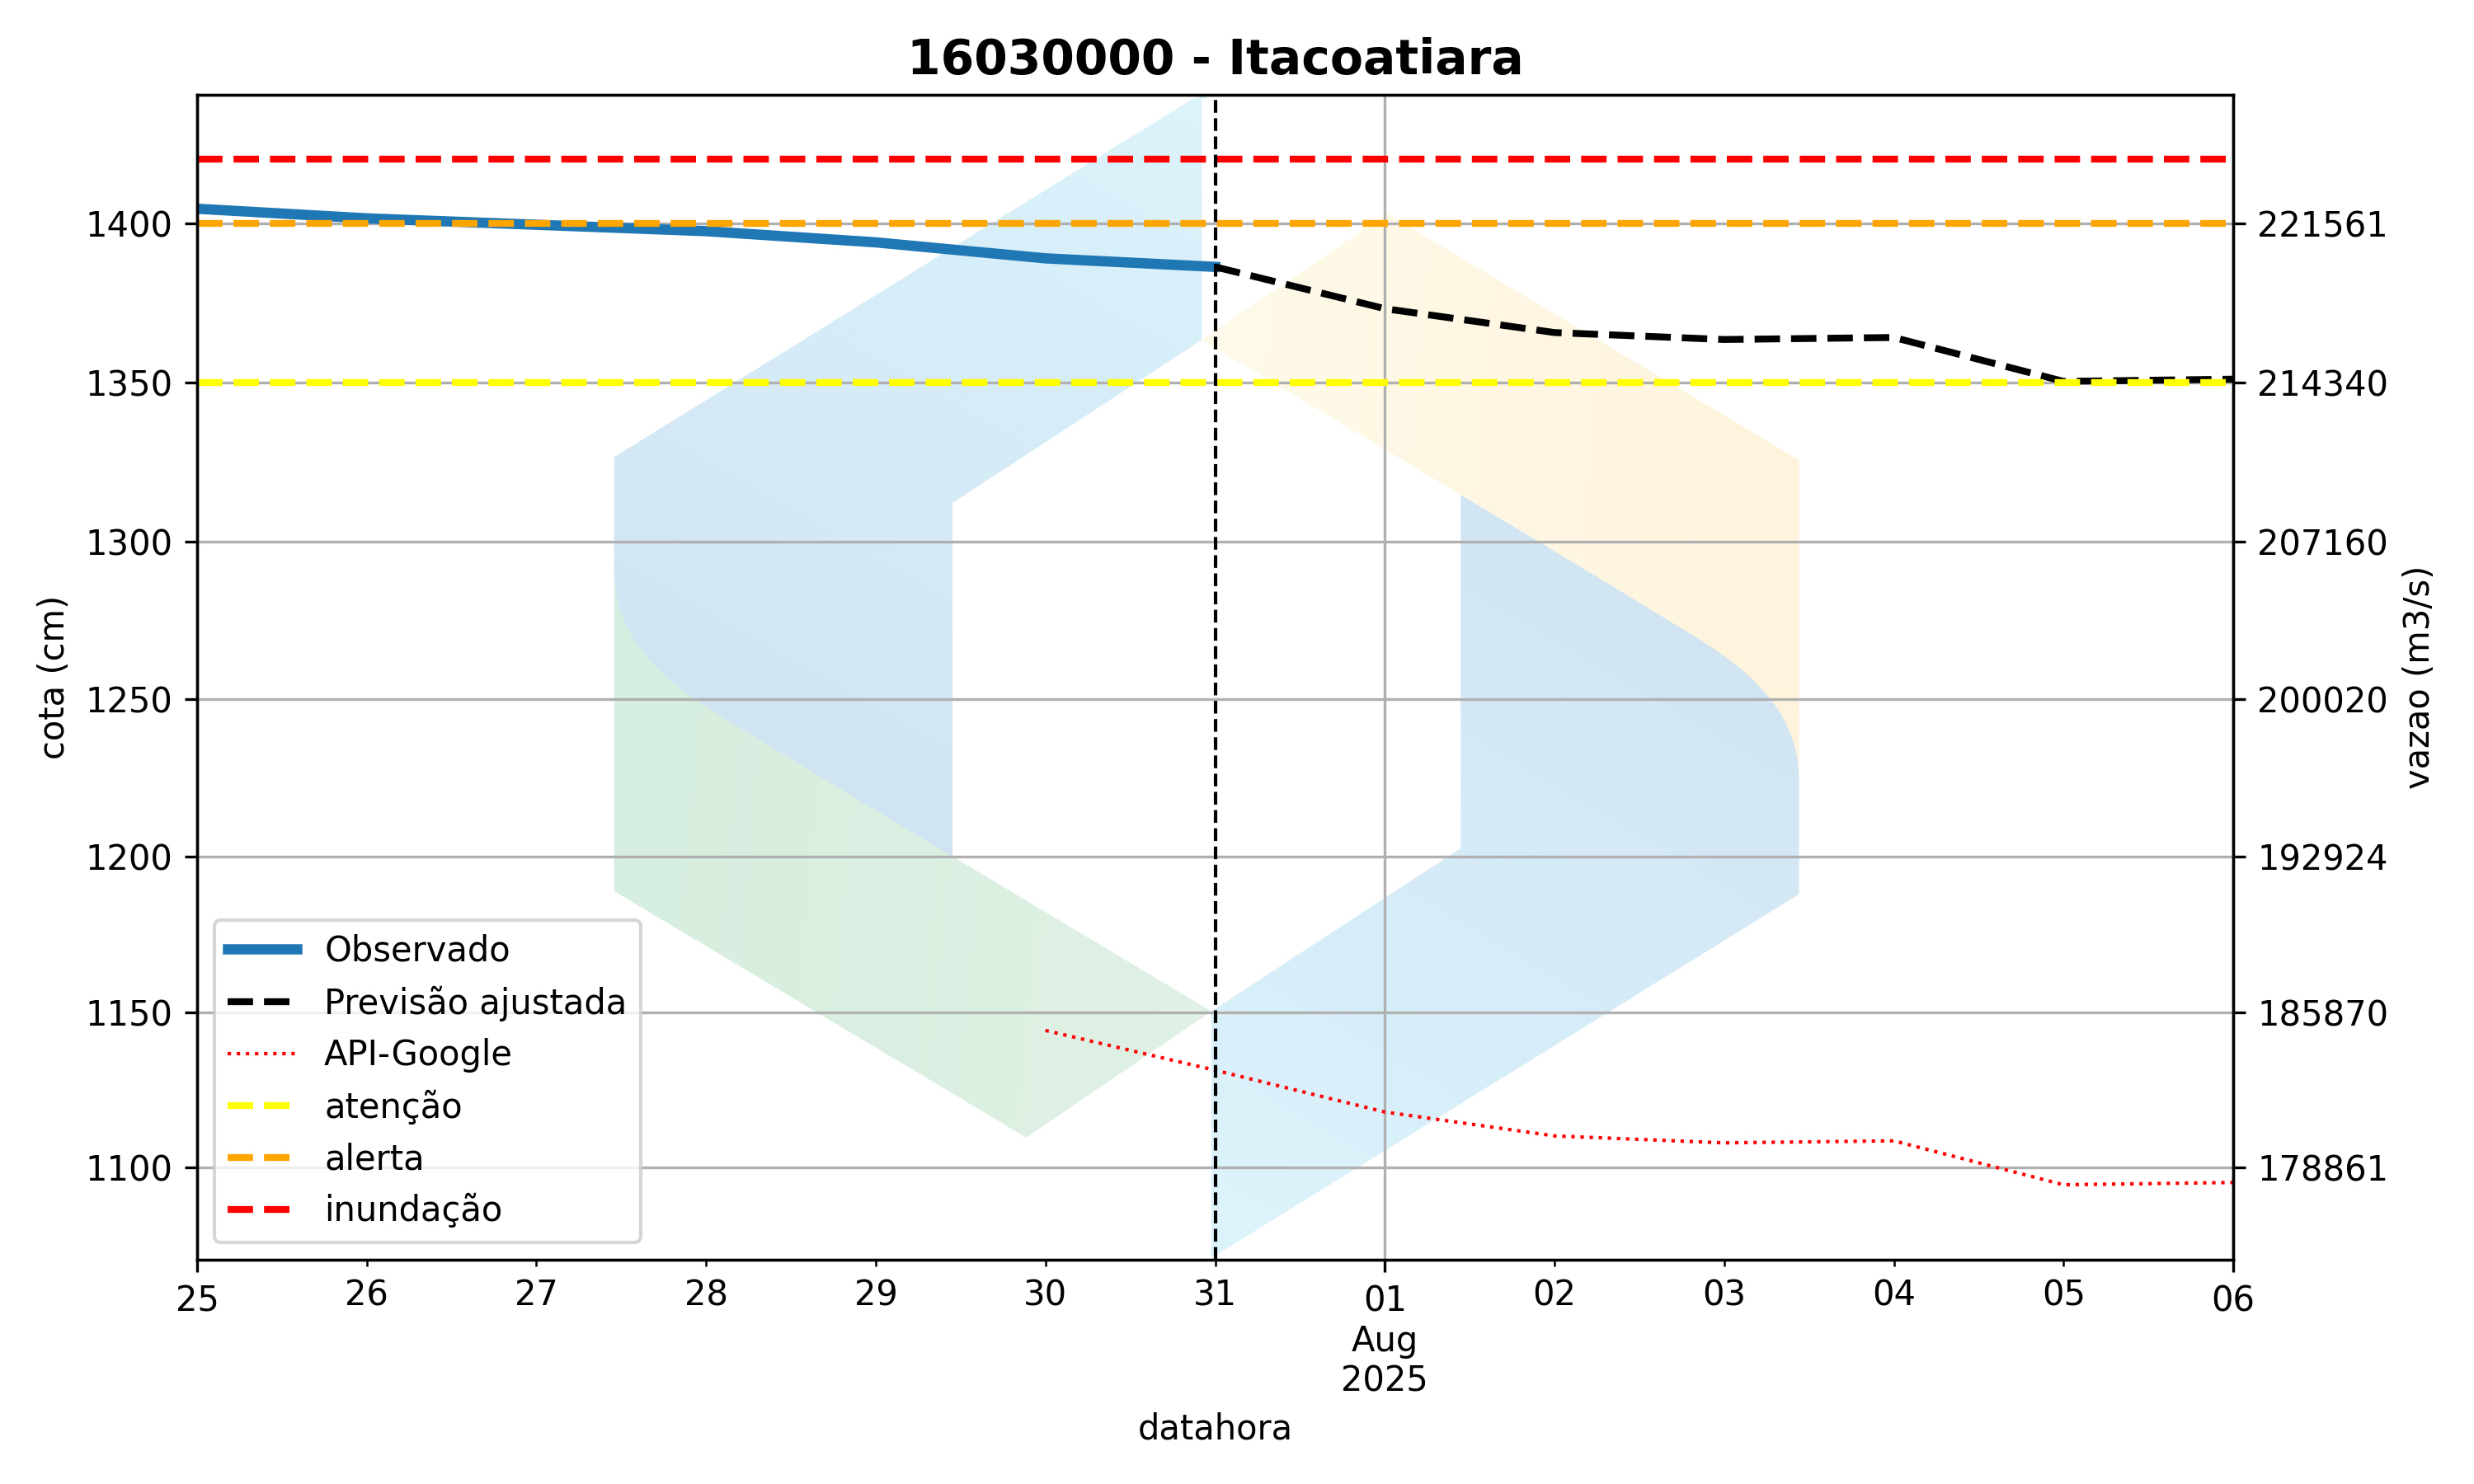 16030000 - Itacoatiara
1400
1350
1300
1250
1200
1150
1100
cota (cm)
221561
214340
207160
200020
192924
185870
178861
vazao (m3/s)
Observado
Previsão ajustada
API-Google
atenção
alerta
inundação
25 26 27 28 29 30 31 01 02 03 04 05 06
Aug
2025
datahora